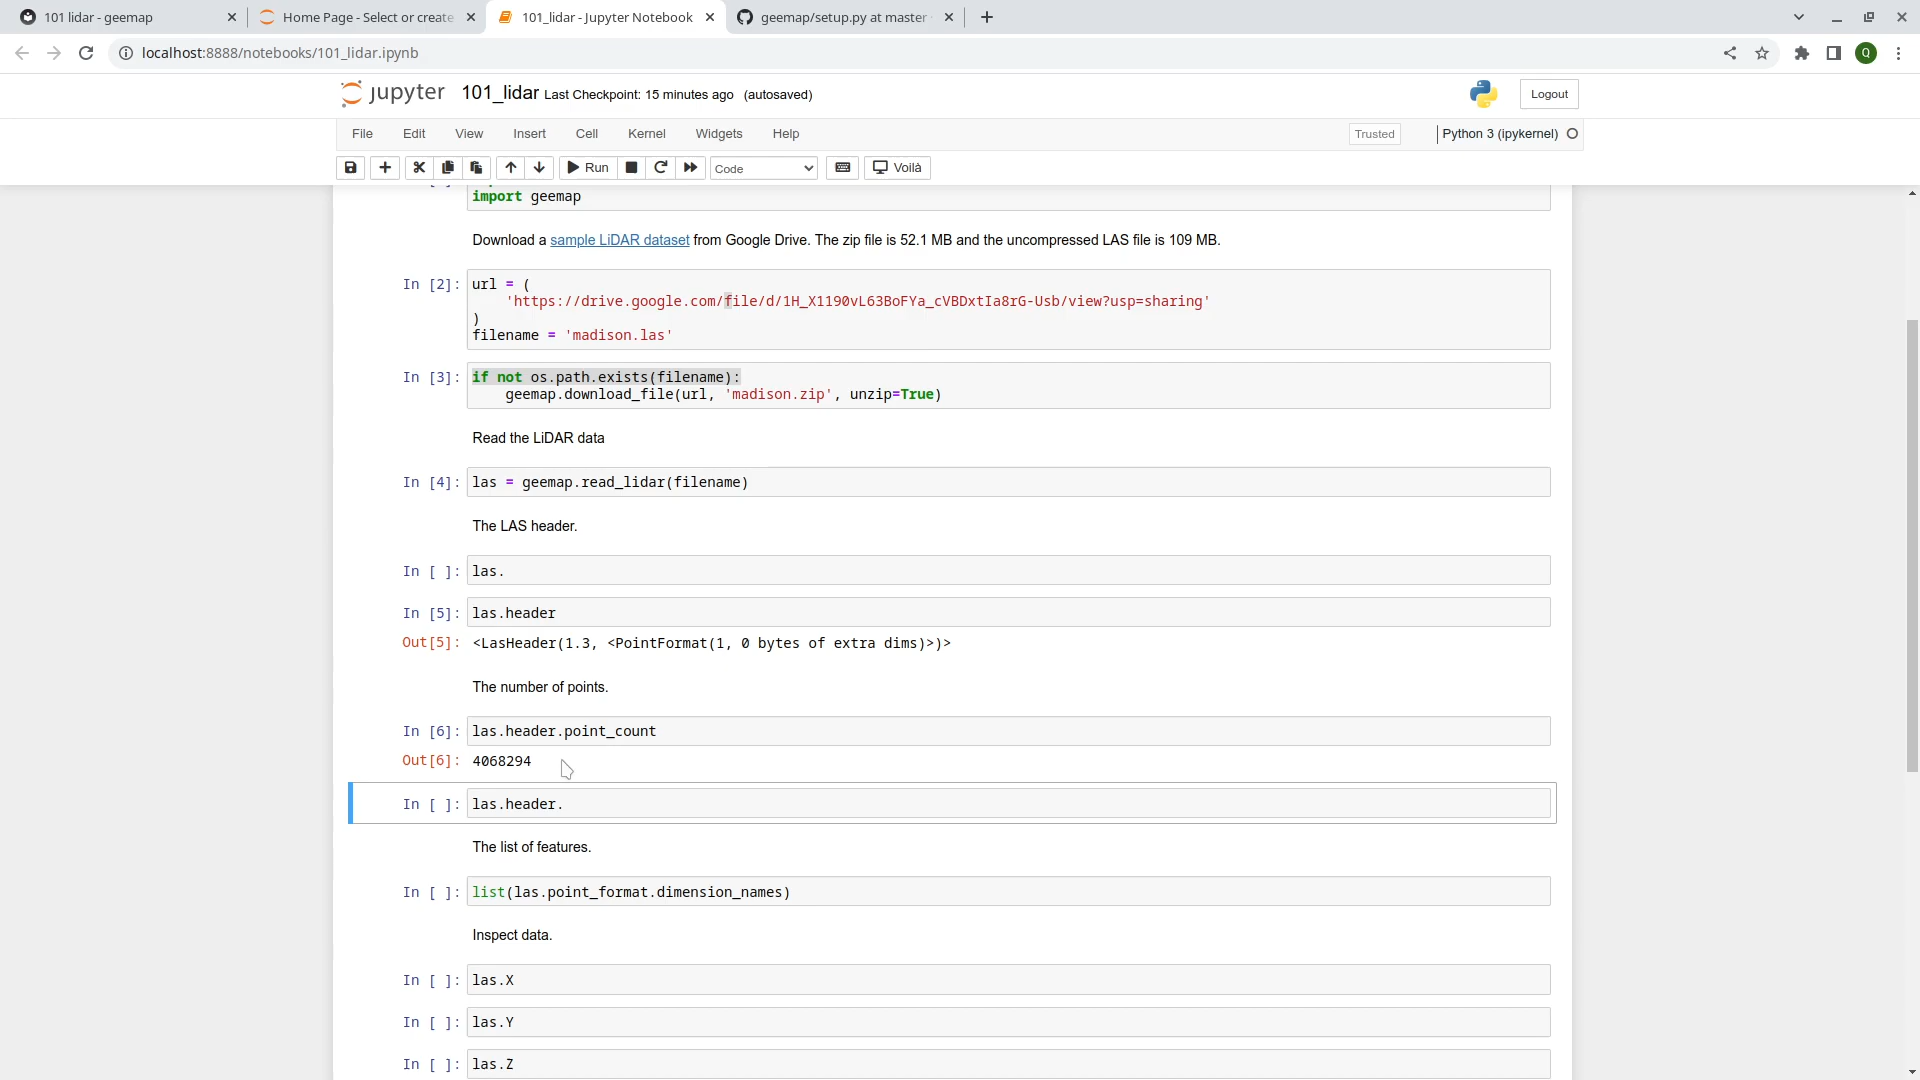 101 lidar - geemap
Home Page - Select or create
101_lidar - Jupyter Notebook
geemap/setup.py at master
localhost:8888/notebooks/101_lidar.ipynb
Q
jupyter 101_lidar Last Checkpoint: 15 minutes ago (autosaved)
Logout
File Edit View Insert Cell Kernel Widgets Help
Trusted
Python 3 (ipykernel)
Run
Code
Voilà
import geemap
Download a sample LiDAR dataset from Google Drive. The zip file is 52.1 MB and the uncompressed LAS file is 109 MB.
In [2]: url = (
'https://drive.google.com/file/d/1H_X1190vL63BoFYa_cVBDxtIa8rG-Usb/view?usp=sharing'
)
filename = 'madison.las'
In [3]: if not os.path.exists(filename):
geemap.download_file(url, 'madison.zip', unzip=True)
Read the LiDAR data
In [4]: las = geemap.read_lidar(filename)
The LAS header.
In [ ]: las.
In [5]: las.header
Out[5]: <LasHeader(1.3, <PointFormat(1, 0 bytes of extra dims)>)>
The number of points.
In [6]: las.header.point_count
Out[6]: 4068294
In [ ]: las.header.
The list of features.
In [ ]: list(las.point_format.dimension_names)
Inspect data.
In [ ]: las.X
In [ ]: las.Y
In [ ]: las.Z